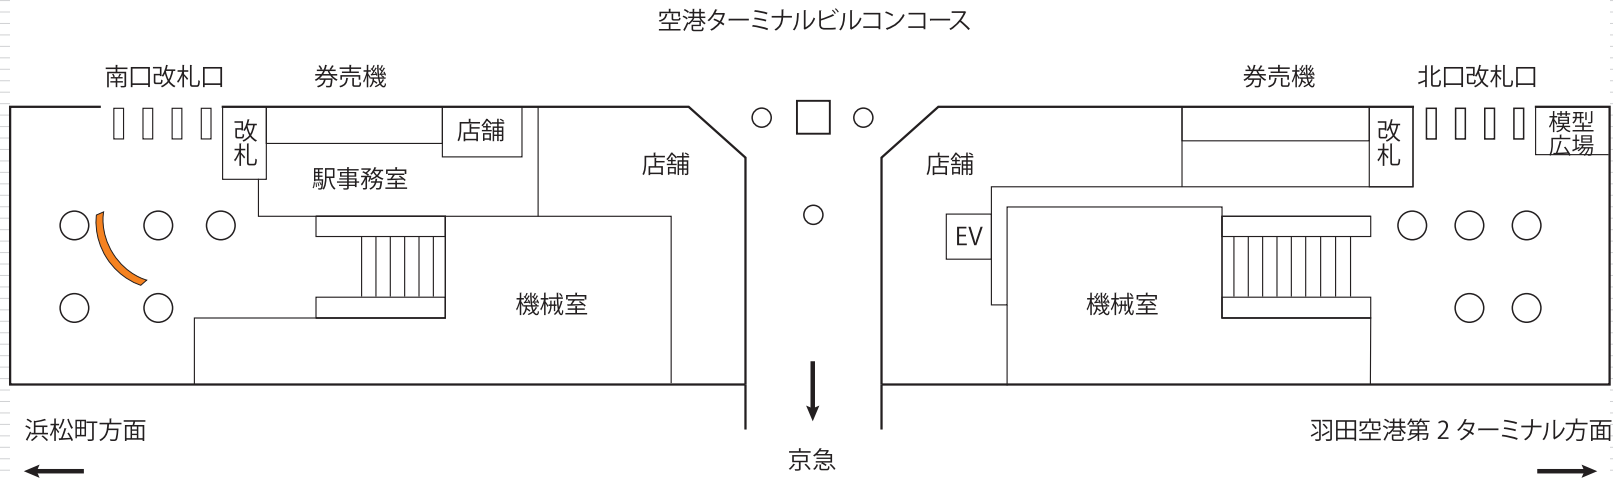 空港ターミナルビルコンコース
南口改札口
券売機
券売機
北口改札口
改札
店舗
改札
模型
広場
店舗
店舗
駅事務室
EV
機械室
機械室
浜松町方面
羽田空港第2ターミナル方面
京急